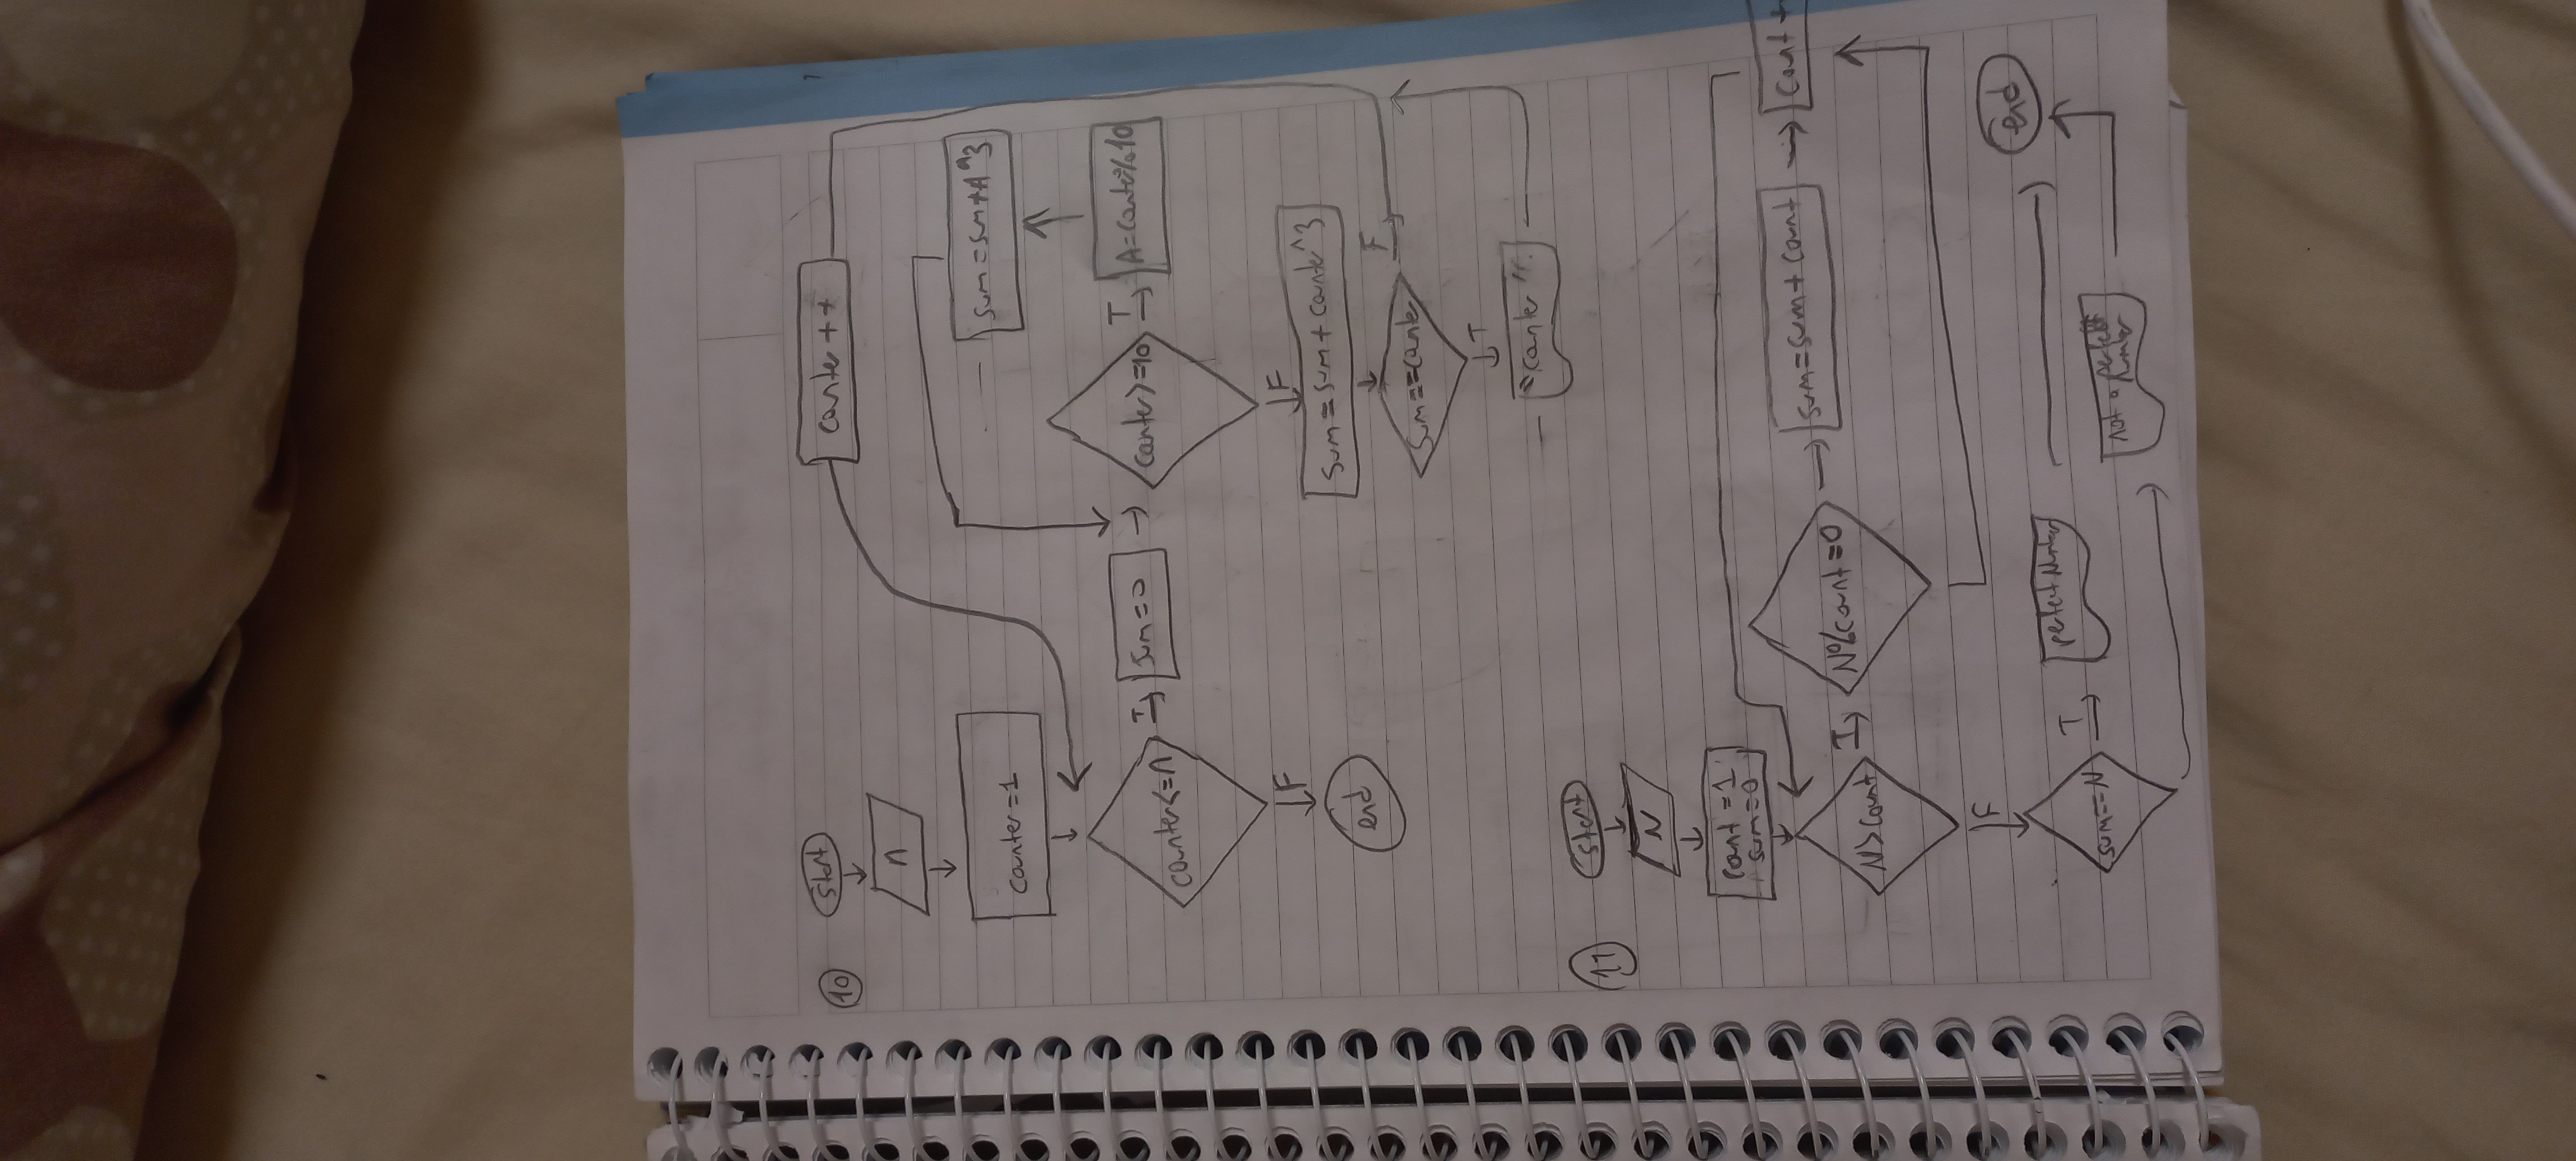 10
start
n
counter=1
counter<=n
T
sum=0
counter>=10
T
A=counter%10
sum=sum+A^3
counter++
F
end
F
sum=sum+counter^3
sum==counter
F
T
"counter".
11
start
N
count=1
sum=0
N>count
T
N%count=0
sum=sum+count
count+
F
sum==N
T
perfect Number
not a perfect
number
end